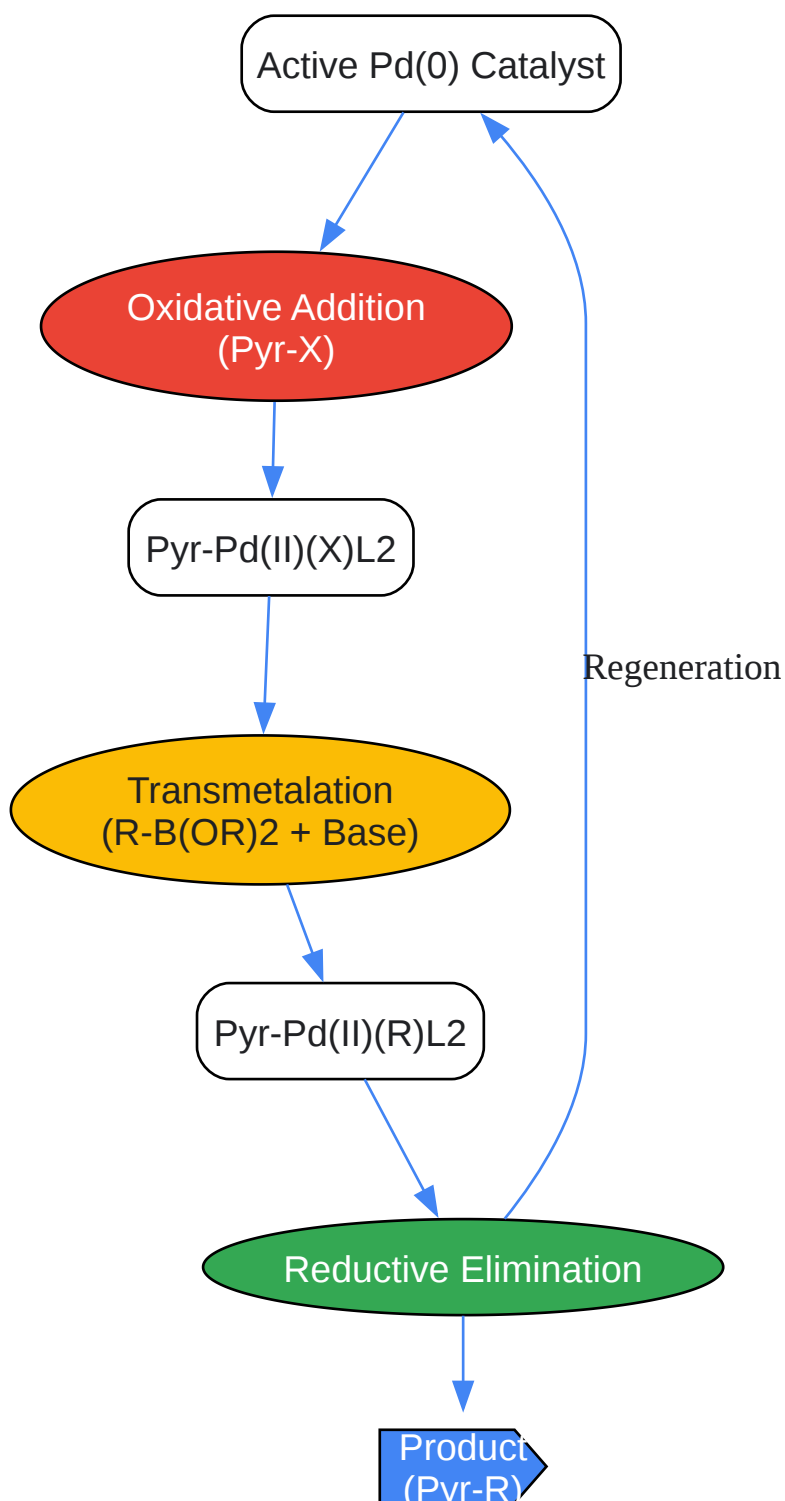 Active Pd(0) Catalyst
Oxidative Addition
(Pyr-X)
Pyr-Pd(II)(X)L2
Regeneration
Transmetalation
(R-B(OR)2 + Base)
Pyr-Pd(II)(R)L2
Reductive Elimination
Product
(Pyr-R)